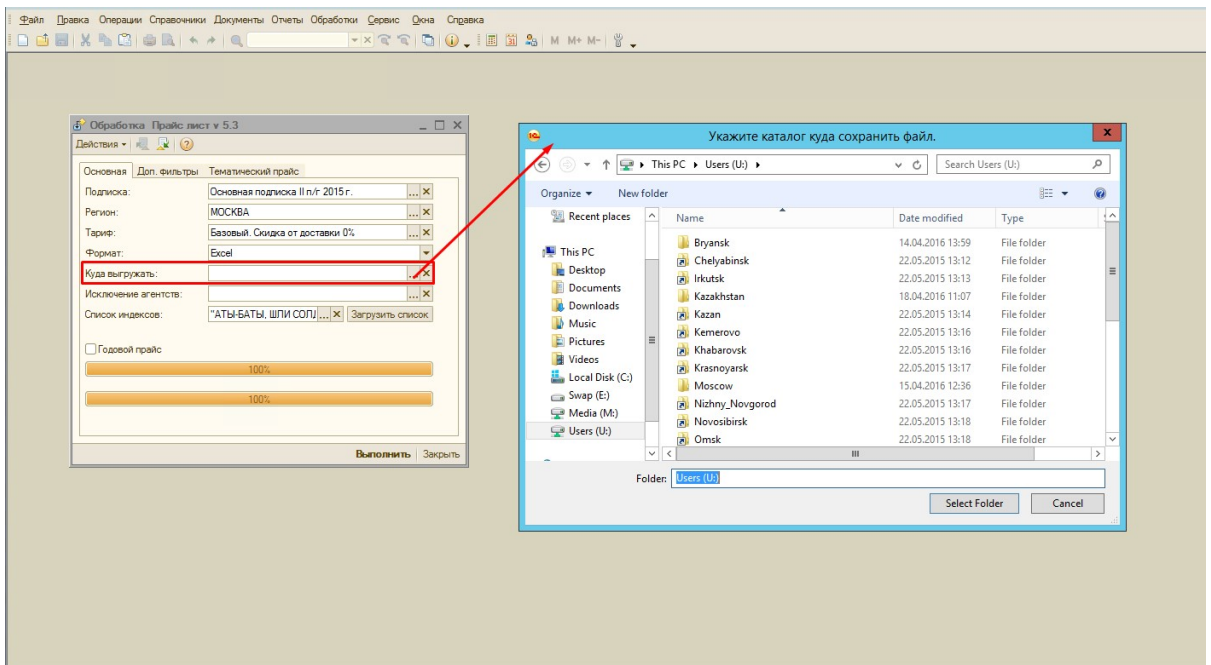 Файл Правка Операции Справочники Документы Отчеты Обработки Сервис Окна Справка
M M+ M-
Обработка Прайс лист v 5.3
Действия
Основная Доп. фильтры Тематический прайс
Подписка: Основная подписка II п/г 2015 г.
Регион: МОСКВА
Тариф: Базовый. Скидка от доставки 0%
Формат: Excel
Куда выгружать:
Исключение агентств:
Список индексов: "АТЫ-БАТЫ, ШЛИ СОЛД Загрузить список
Годовой прайс
100%
100%
Выполнить Закрыть
Укажите каталог куда сохранить файл.
This PC Users (U:) Search Users (U:)
Organize New folder
Recent places
This PC
Desktop
Documents
Downloads
Music
Pictures
Videos
Local Disk (C:)
Swap (E:)
Media (M:)
Users (U:)
Name Date modified Type
Bryansk 14.04.2016 13:59 File folder
Chelyabinsk 22.05.2015 13:12 File folder
Irkutsk 22.05.2015 13:13 File folder
Kazakhstan 18.04.2016 11:07 File folder
Kazan 22.05.2015 13:14 File folder
Kemerovo 22.05.2015 13:16 File folder
Khabarovsk 22.05.2015 13:16 File folder
Krasnoyarsk 22.05.2015 13:17 File folder
Moscow 15.04.2016 12:36 File folder
Nizhny_Novgorod 22.05.2015 13:17 File folder
Novosibirsk 22.05.2015 13:18 File folder
Omsk 22.05.2015 13:18 File folder
Folder: Users (U:)
Select Folder Cancel